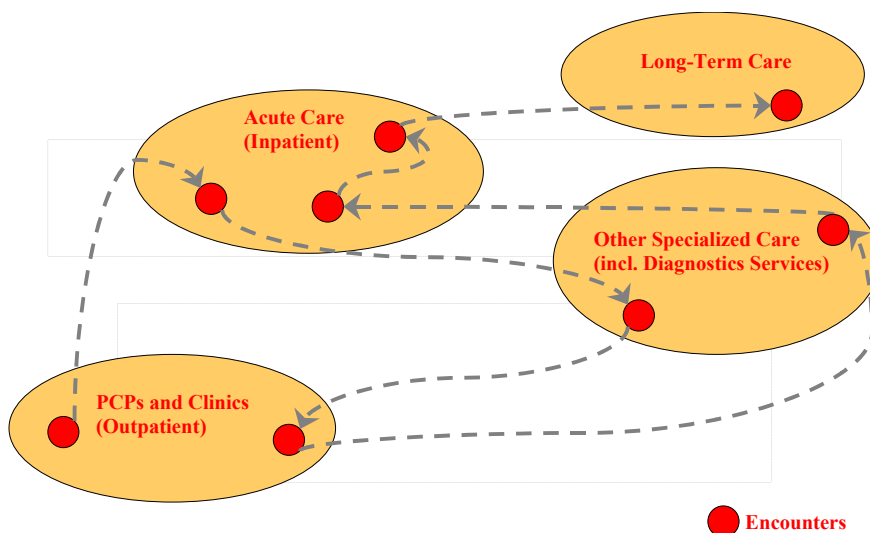 Long-Term Care
Acute Care
(Inpatient)
Other Specialized Care
(incl. Diagnostics Services)
PCPs and Clinics
(Outpatient)
Encounters